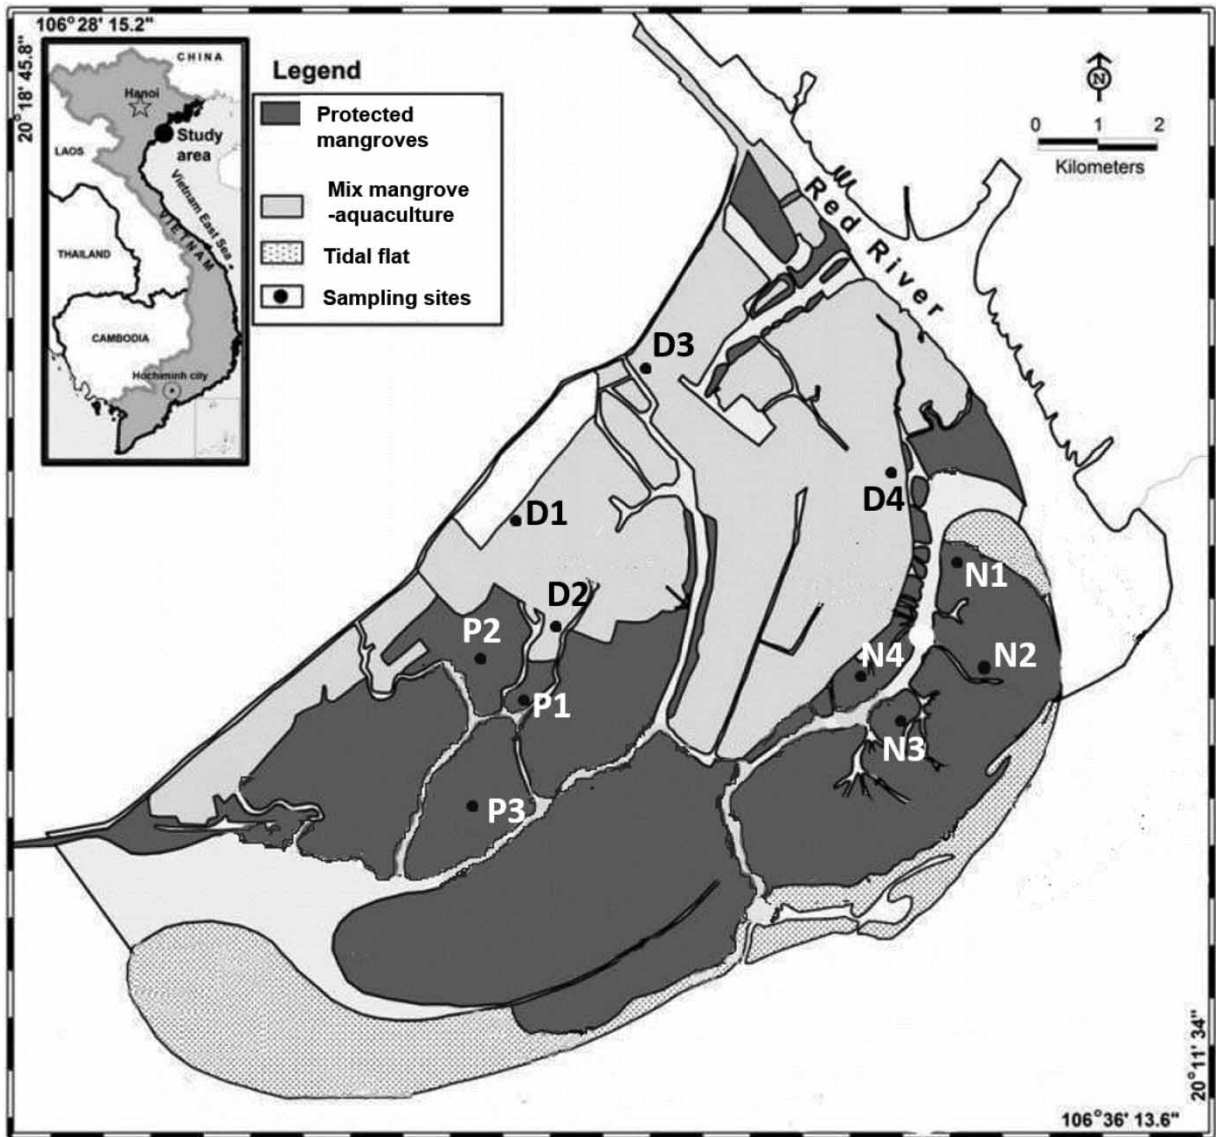 106° 28' 15.2"
20° 18' 45.8"
CHINA
Hanoi
Study
area
LAOS
Vietnam East Sea
VIETNAM
THAILAND
CAMBODIA
Hochiminh city
Legend
Protected
mangroves
Mix mangrove
-aquaculture
Tidal flat
Sampling sites
N
0 1 2
Kilometers
Red River
D3
D4
D1
N1
D2
P2
N4
N2
P1
N3
P3
20° 11' 34"
106° 36' 13.6"